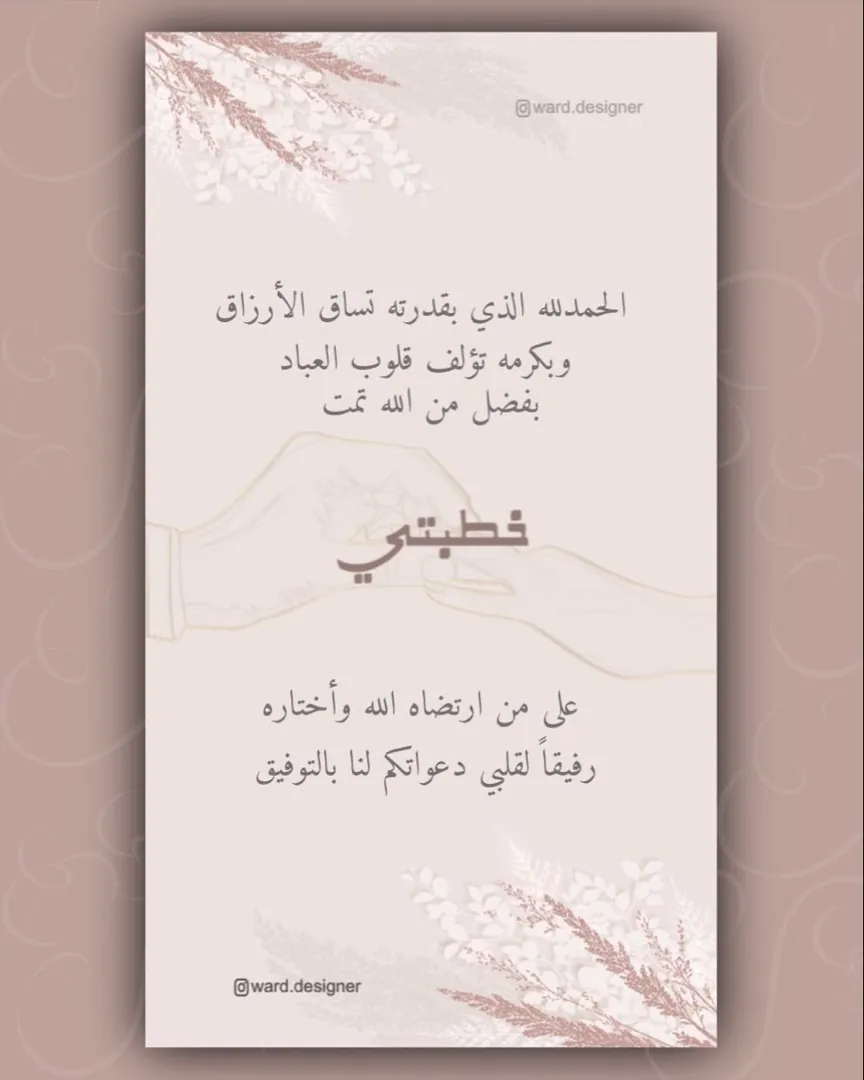 ward.designer
الحمدلله الذي بقدرته تساق الأرزاق
وبكرمه تؤلف قلوب العباد
بفضل من الله تمت
خطبتي
على من ارتضاه الله وأختاره
رفيقاً لقلبي دعواتكم لنا بالتوفيق
ward.designer